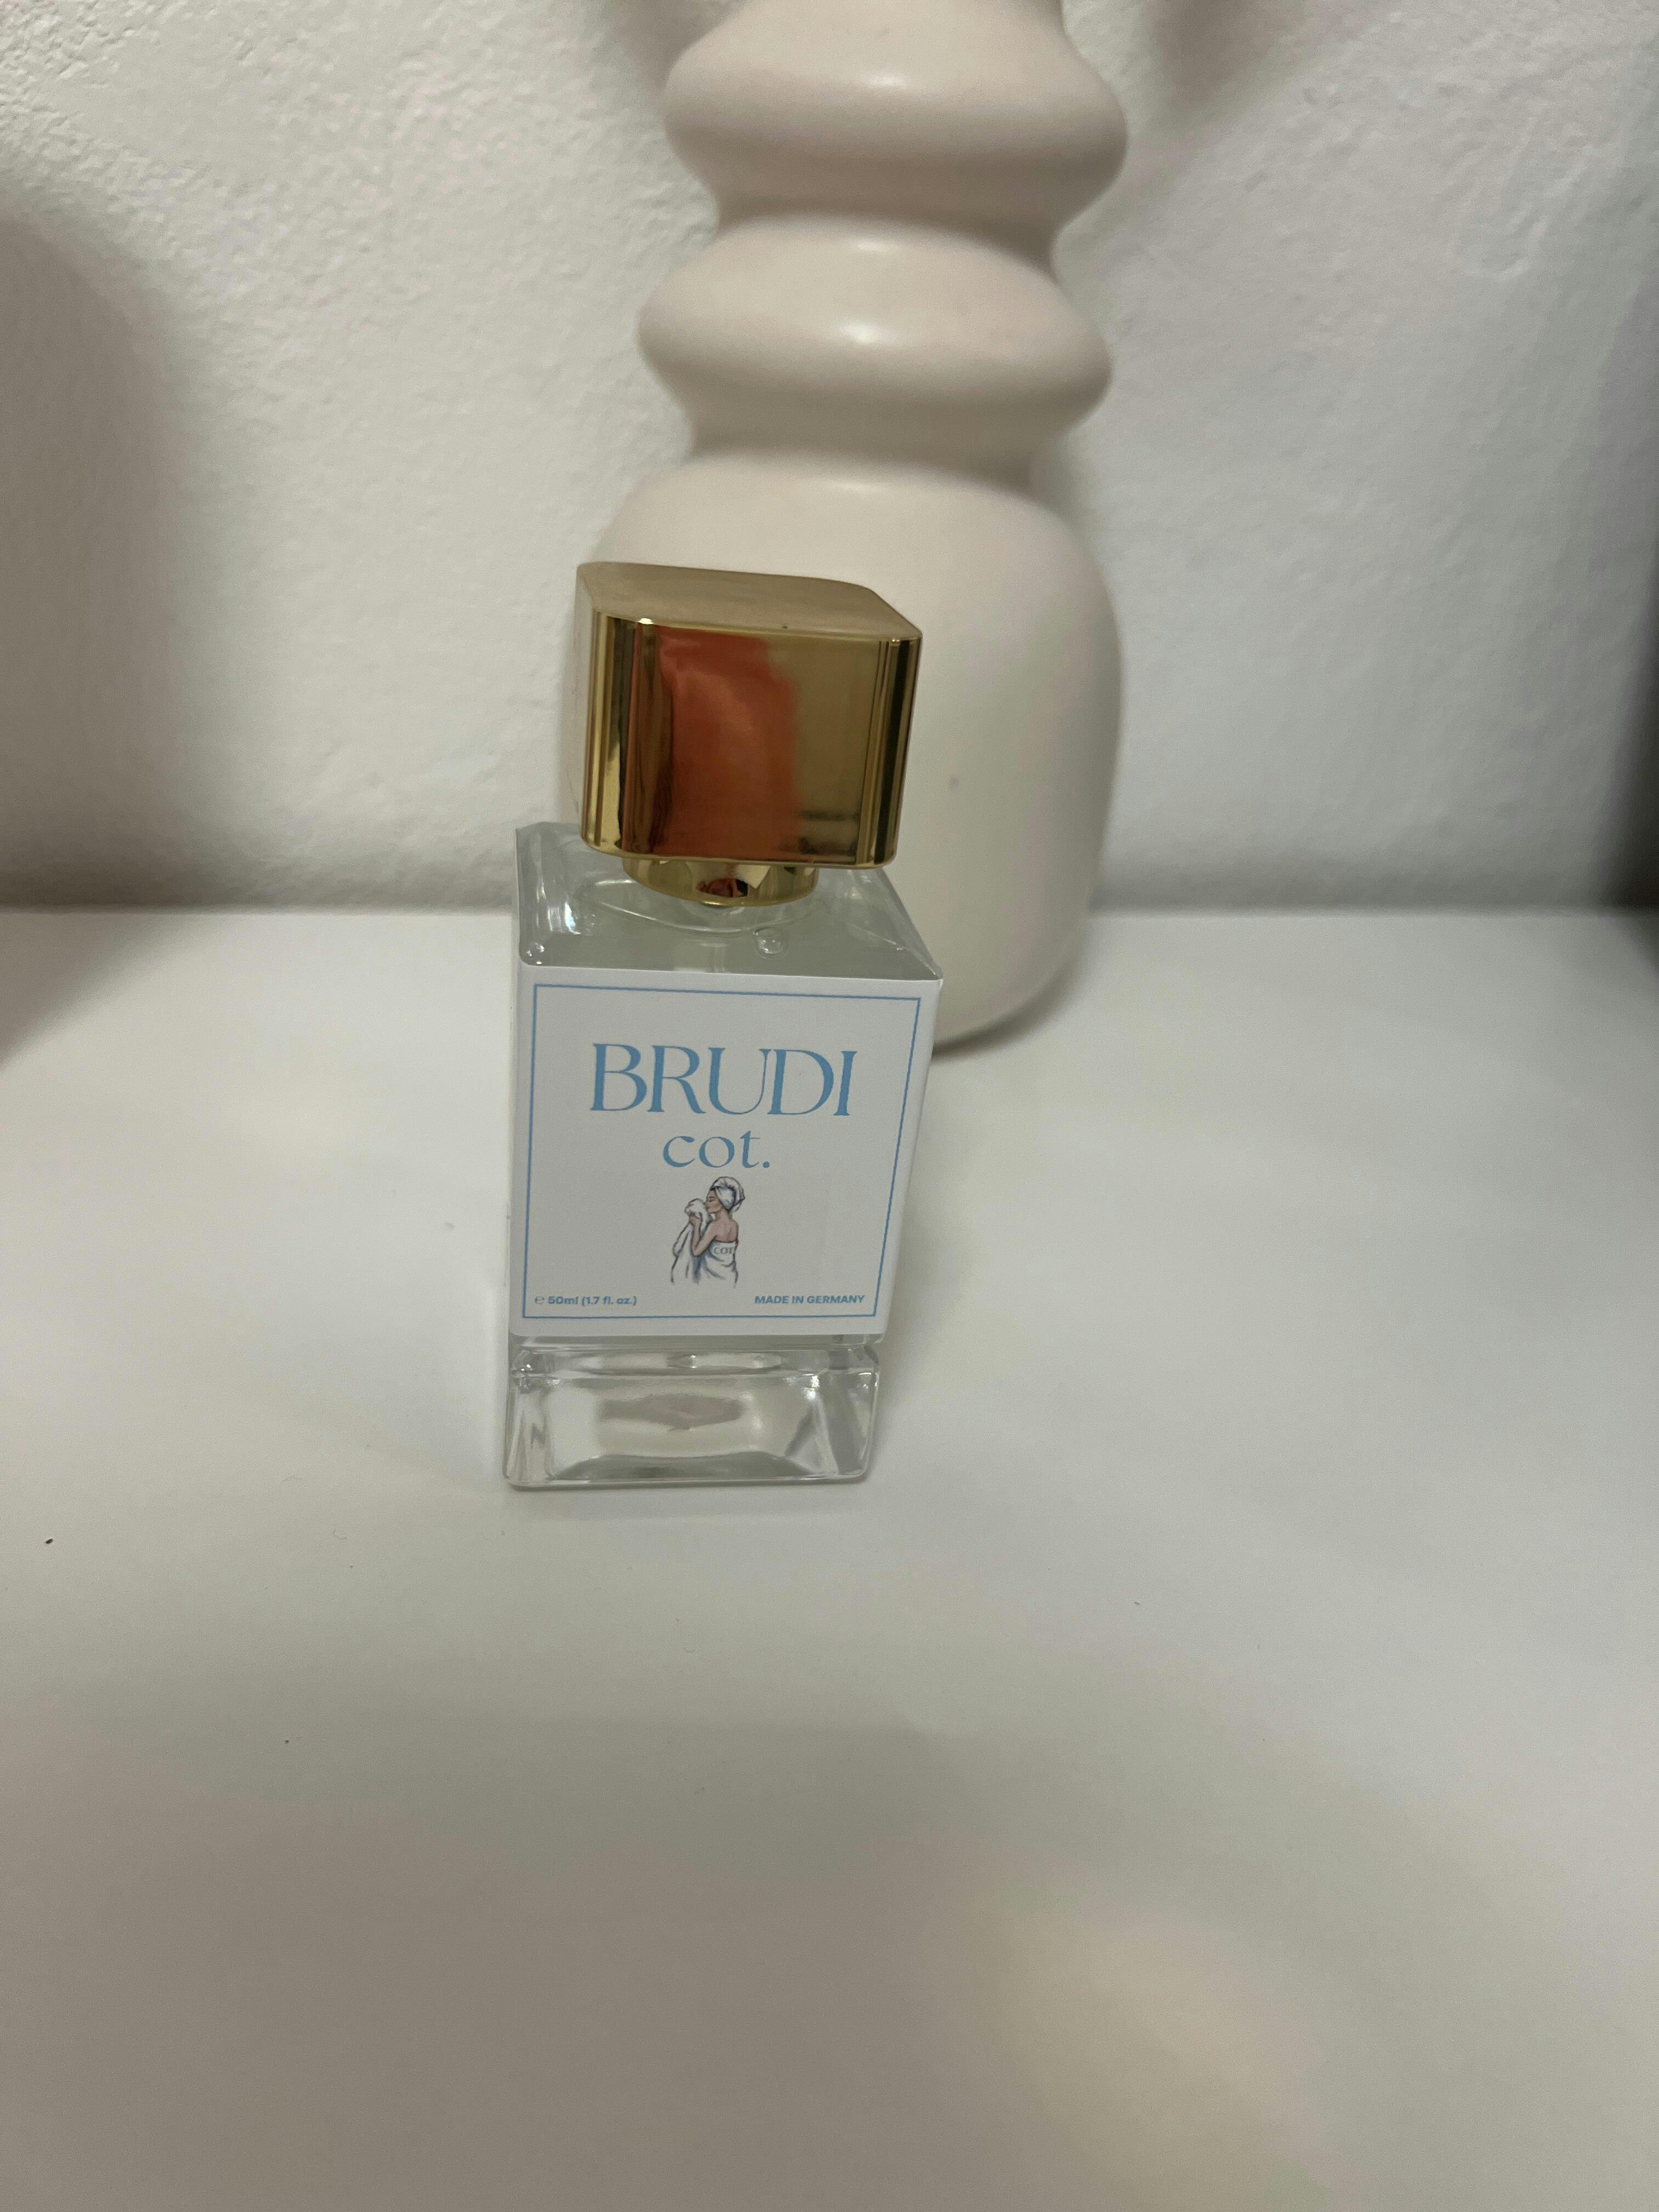 BRUDI
cot.
COT
℮ 50ml (1.7 fl. oz.) MADE IN GERMANY